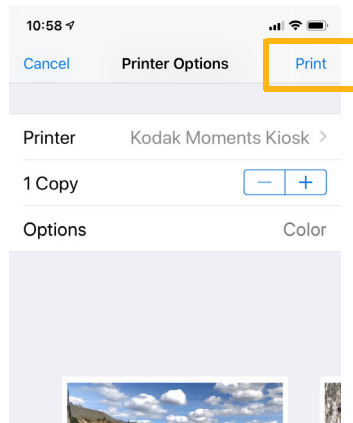 10:58
Cancel Printer Options Print
Printer Kodak Moments Kiosk >
1 Copy − +
Options Color